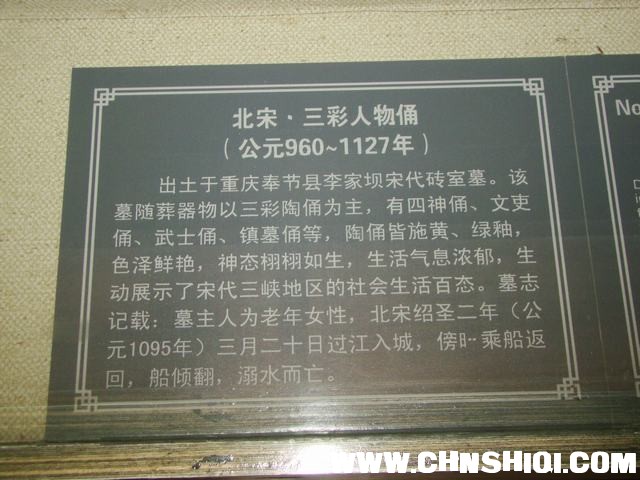 北宋·三彩人物俑
（公元960~1127年）
出土于重庆奉节县李家坝宋代砖室墓。该
墓随葬器物以三彩陶俑为主，有四神俑、文吏
俑、武士俑、镇墓俑等，陶俑皆施黄、绿釉，
色泽鲜艳，神态栩栩如生，生活气息浓郁，生
动展示了宋代三峡地区的社会生活百态。墓志
记载：墓主人为老年女性，北宋绍圣二年（公
元1095年）三月二十日过江入城，傍旰乘船返
回，船倾翻，溺水而亡。
No
WWW.CHNSHIQI.COM